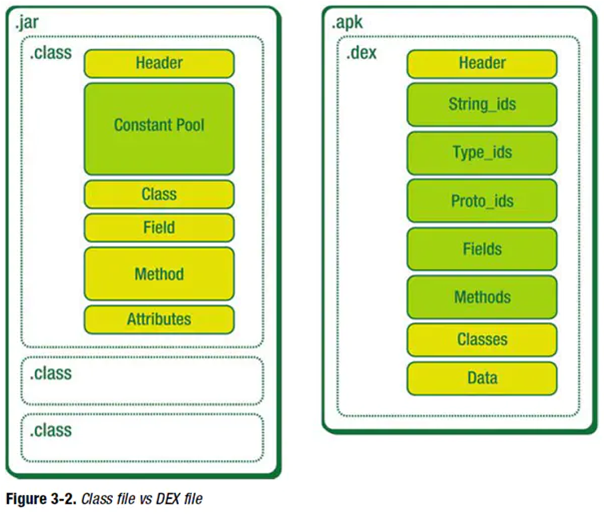 .jar
.class
Header
Constant Pool
Class
Field
Method
Attributes
.class
.class
.apk
.dex
Header
String_ids
Type_ids
Proto_ids
Fields
Methods
Classes
Data
Figure 3-2. Class file vs DEX file